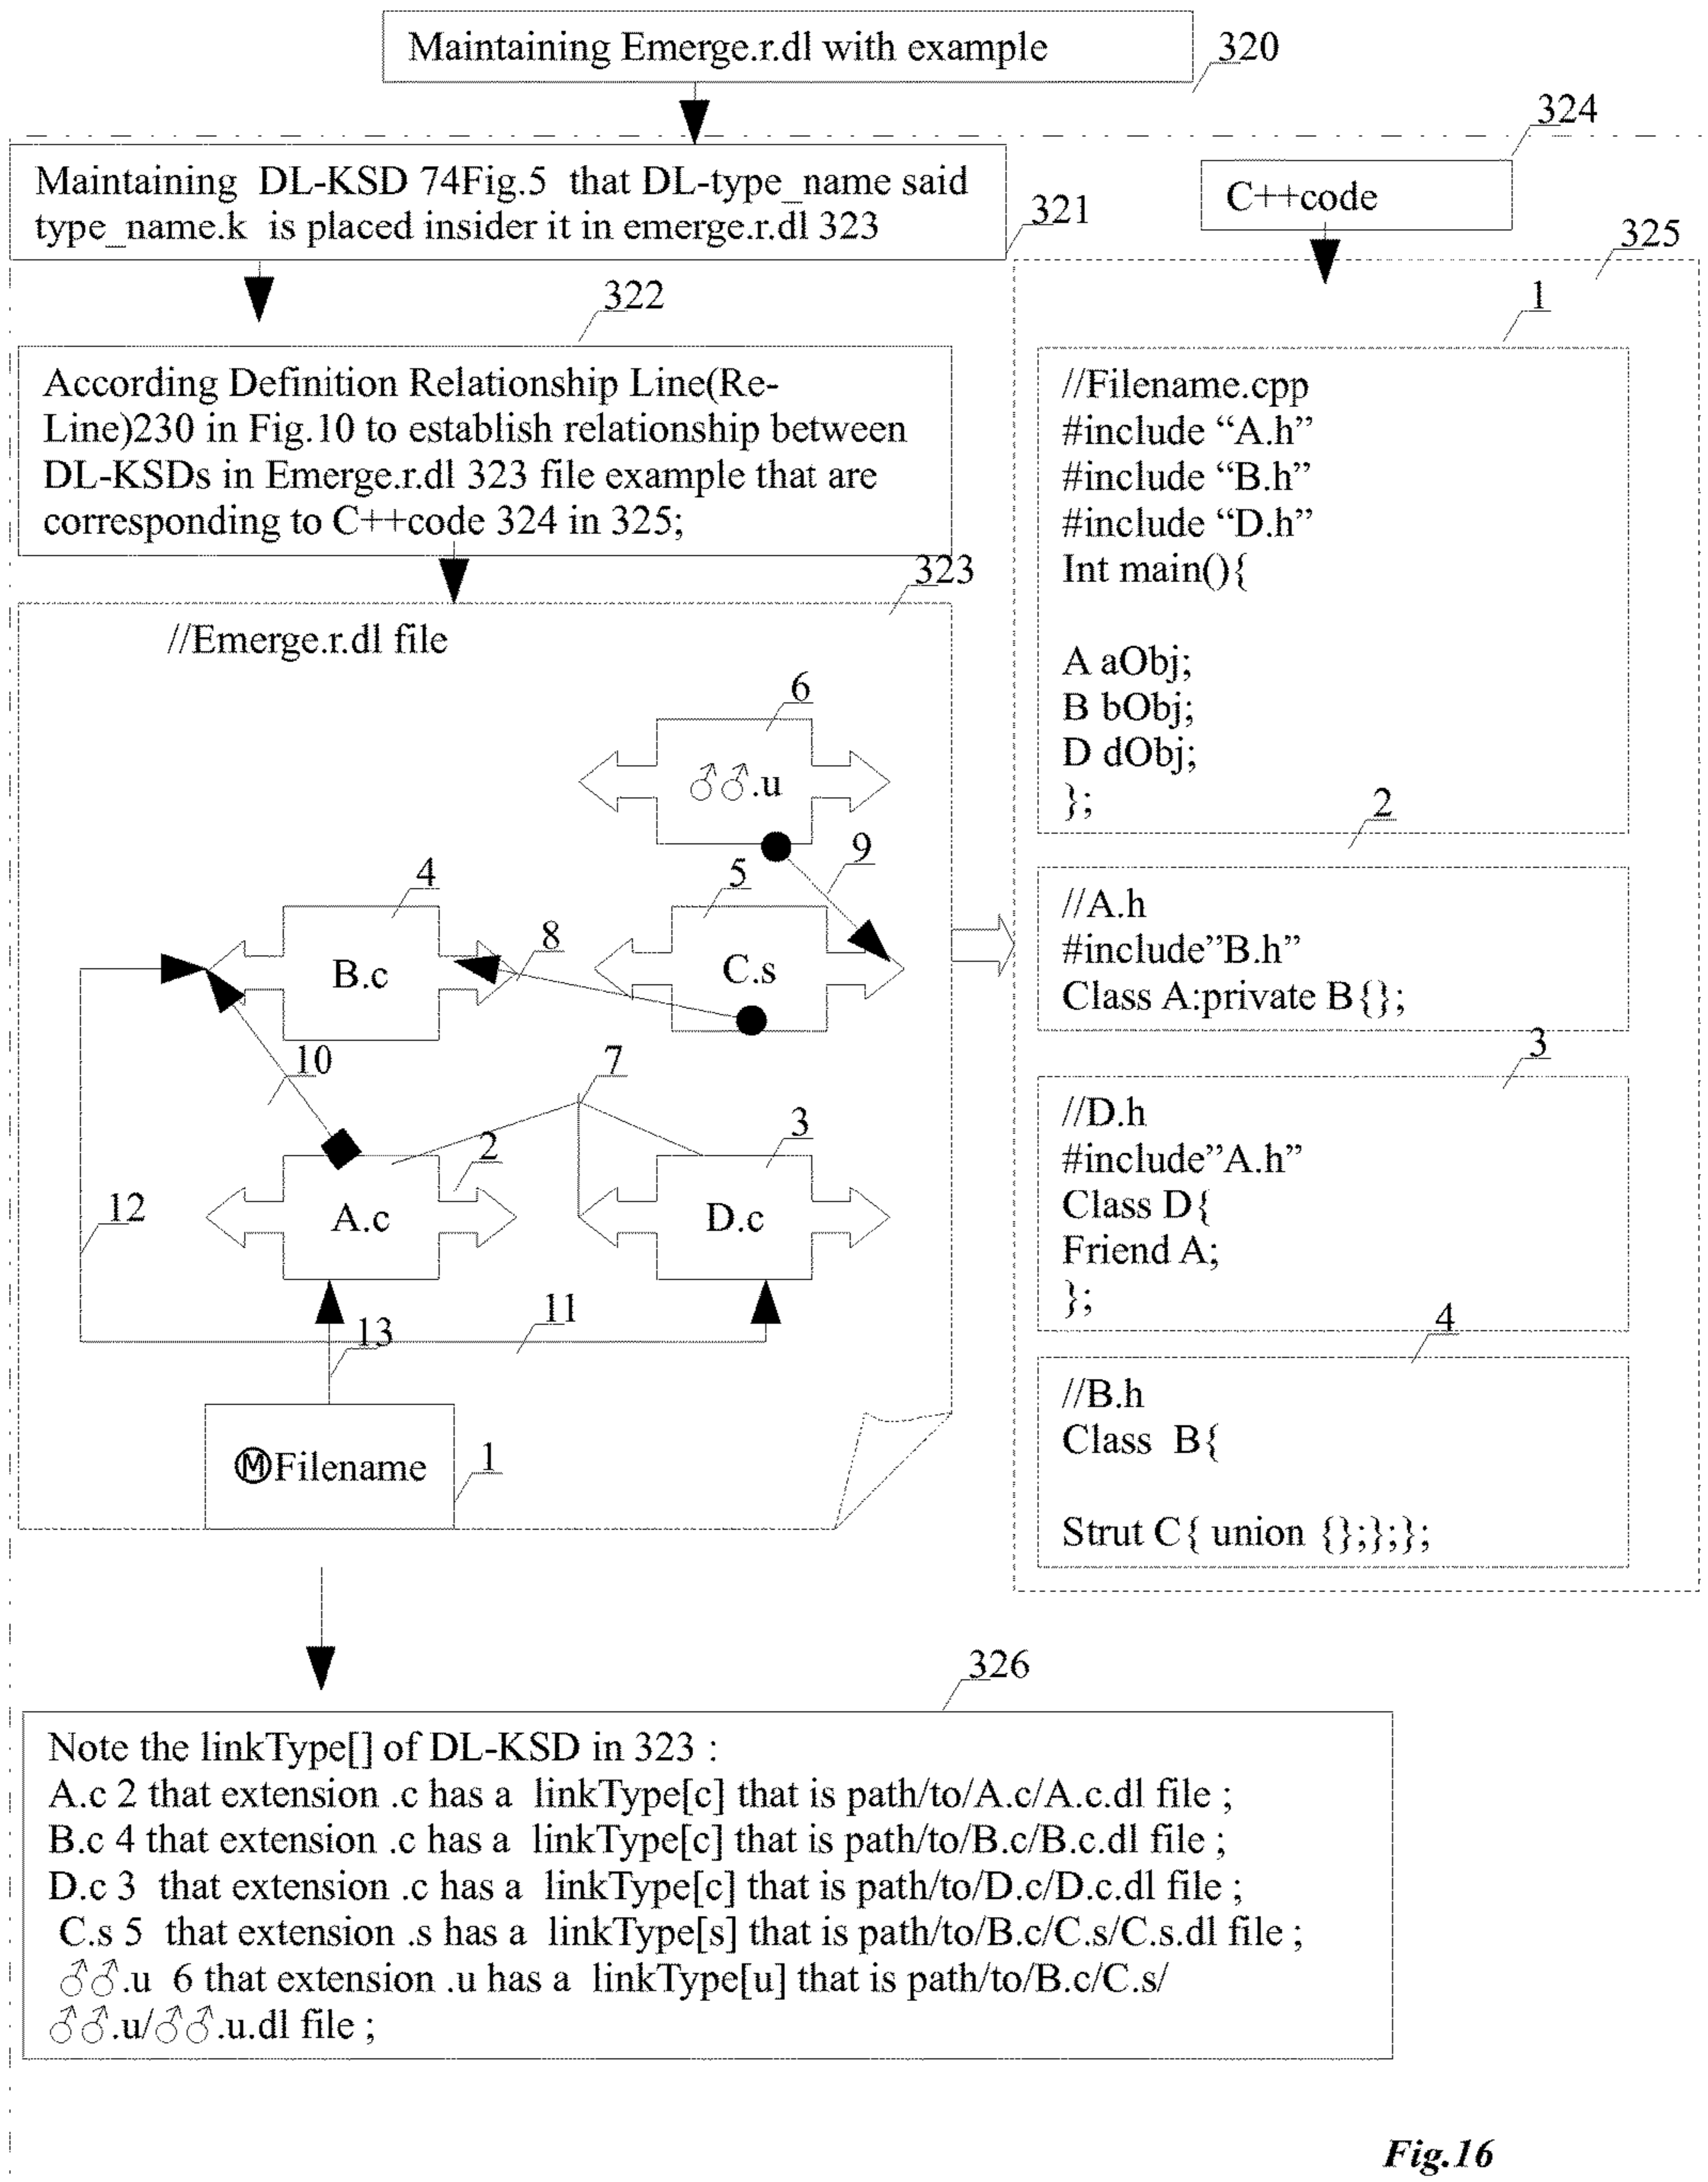 Maintaining Emerge.r.dl with example
320
324
Maintaining DL-KSD 74Fig.5 that DL-type_name said
type_name.k is placed insider it in emerge.r.dl 323
321
C++code
325
322
According Definition Relationship Line(Re-
Line)230 in Fig.10 to establish relationship between
DL-KSDs in Emerge.r.dl 323 file example that are
corresponding to C++code 324 in 325;
323
//Emerge.r.dl file
6
♂♂.u
9
4
5
8
B.c
C.s
10
7
2
3
A.c
D.c
12
11
13
ⓂFilename
1
1
//Filename.cpp
#include “A.h”
#include “B.h”
#include “D.h”
Int main(){
A aObj;
B bObj;
D dObj;
};
2
//A.h
#include”B.h”
Class A:private B{};
3
//D.h
#include”A.h”
Class D{
Friend A;
};
4
//B.h
Class B{
Strut C{ union {};};};
326
Note the linkType[] of DL-KSD in 323 :
A.c 2 that extension .c has a linkType[c] that is path/to/A.c/A.c.dl file ;
B.c 4 that extension .c has a linkType[c] that is path/to/B.c/B.c.dl file ;
D.c 3 that extension .c has a linkType[c] that is path/to/D.c/D.c.dl file ;
C.s 5 that extension .s has a linkType[s] that is path/to/B.c/C.s/C.s.dl file ;
♂♂.u 6 that extension .u has a linkType[u] that is path/to/B.c/C.s/
♂♂.u/♂♂.u.dl file ;
Fig.16